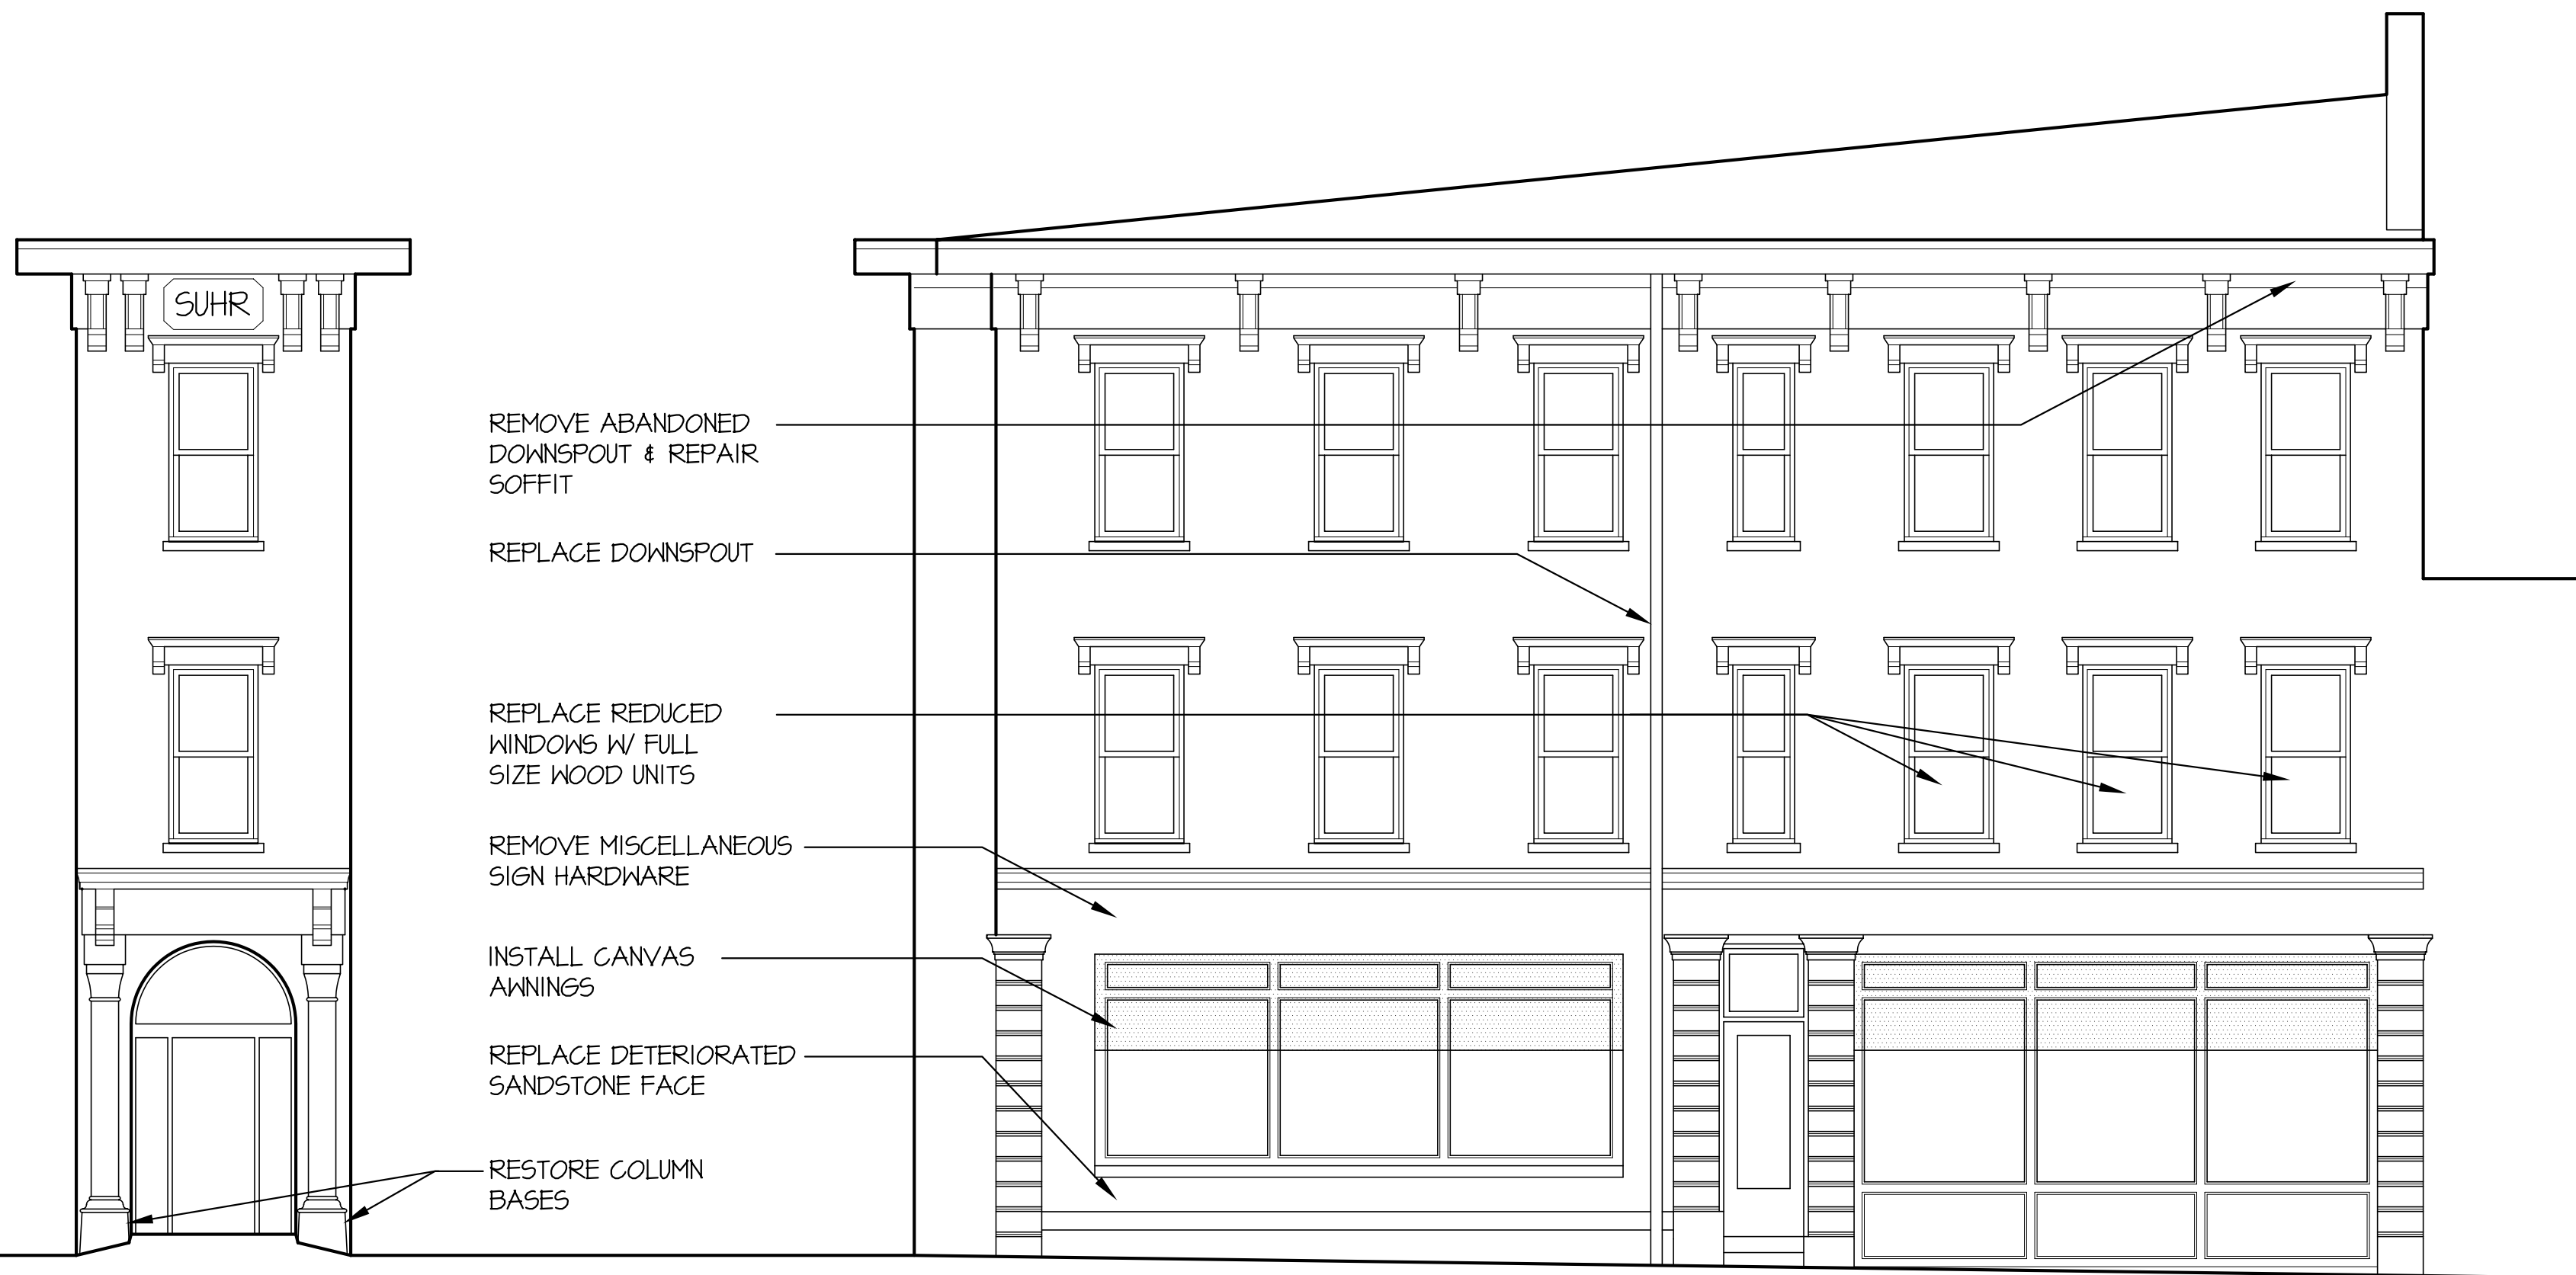 SUHR
REMOVE ABANDONED
DOWNSPOUT & REPAIR
SOFFIT
REPLACE DOWNSPOUT
REPLACE REDUCED
WINDOWS W/ FULL
SIZE WOOD UNITS
REMOVE MISCELLANEOUS
SIGN HARDWARE
INSTALL CANVAS
AWNINGS
REPLACE DETERIORATED
SANDSTONE FACE
RESTORE COLUMN
BASES